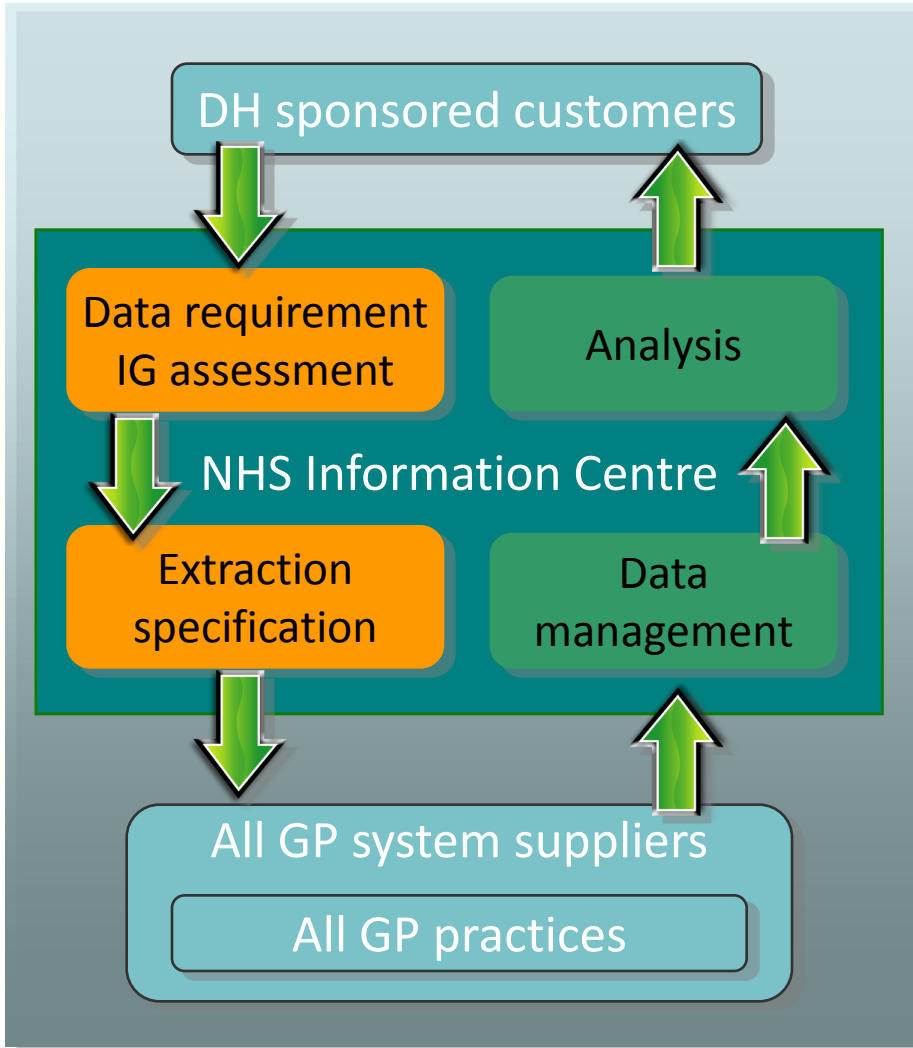 DH sponsored customers
Data requirement
IG assessment
Analysis
NHS Information Centre
Extraction
specification
Data
management
All GP system suppliers
All GP practices